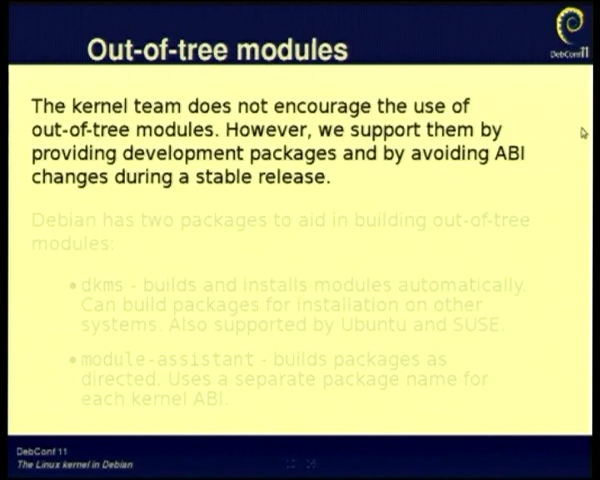 Out-of-tree modules
DebConf11
The kernel team does not encourage the use of
out-of-tree modules. However, we support them by
providing development packages and by avoiding ABI
changes during a stable release.
Debian has two packages to aid in building out-of-tree
modules:
• dkms - builds and installs modules automatically.
Can build packages for installation on other
systems. Also supported by Ubuntu and SUSE.
• module-assistant - builds packages as
directed. Uses a separate package name for
each kernel ABI.
DebConf 11
The Linux kernel in Debian